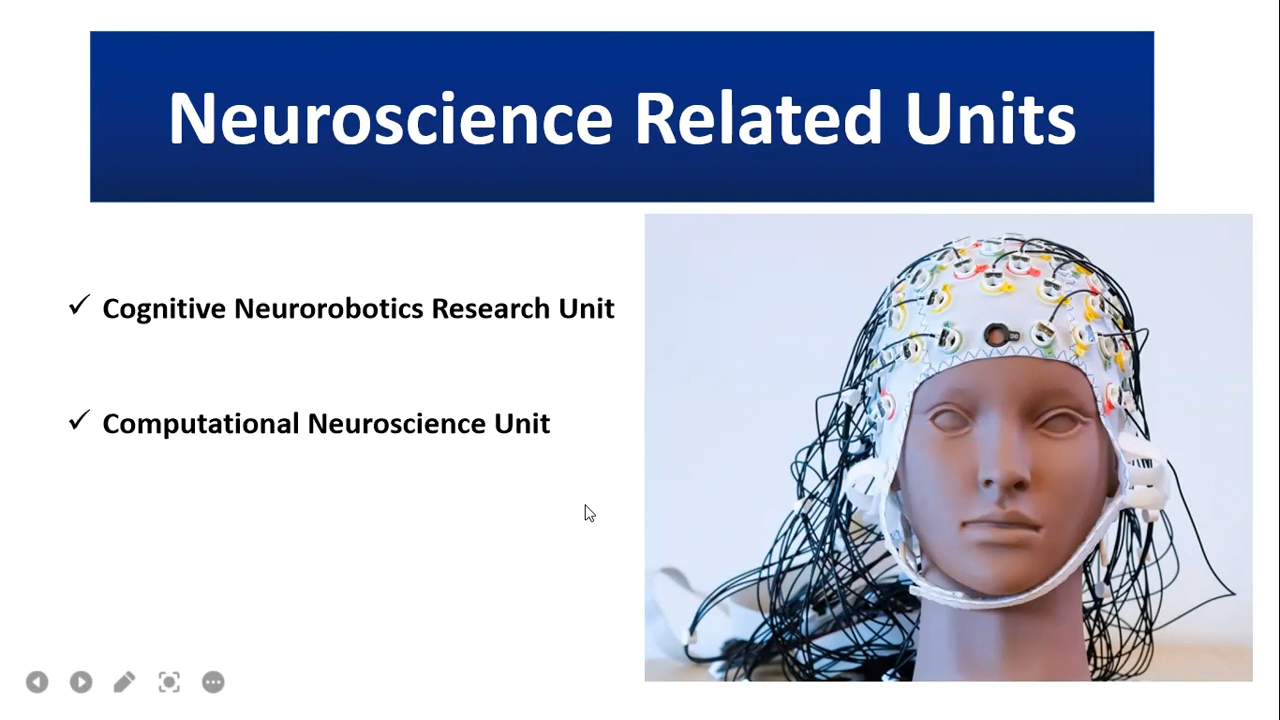 Neuroscience Related Units
✓ Cognitive Neurorobotics Research Unit
✓ Computational Neuroscience Unit